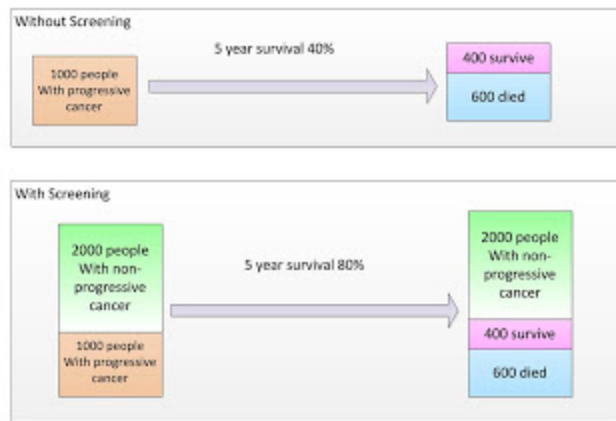 Without Screening
5 year survival 40%
1000 people
With progressive
cancer
400 survive
600 died
With Screening
2000 people
With non-
progressive
cancer
1000 people
With progressive
cancer
5 year survival 80%
2000 people
With non-
progressive
cancer
400 survive
600 died